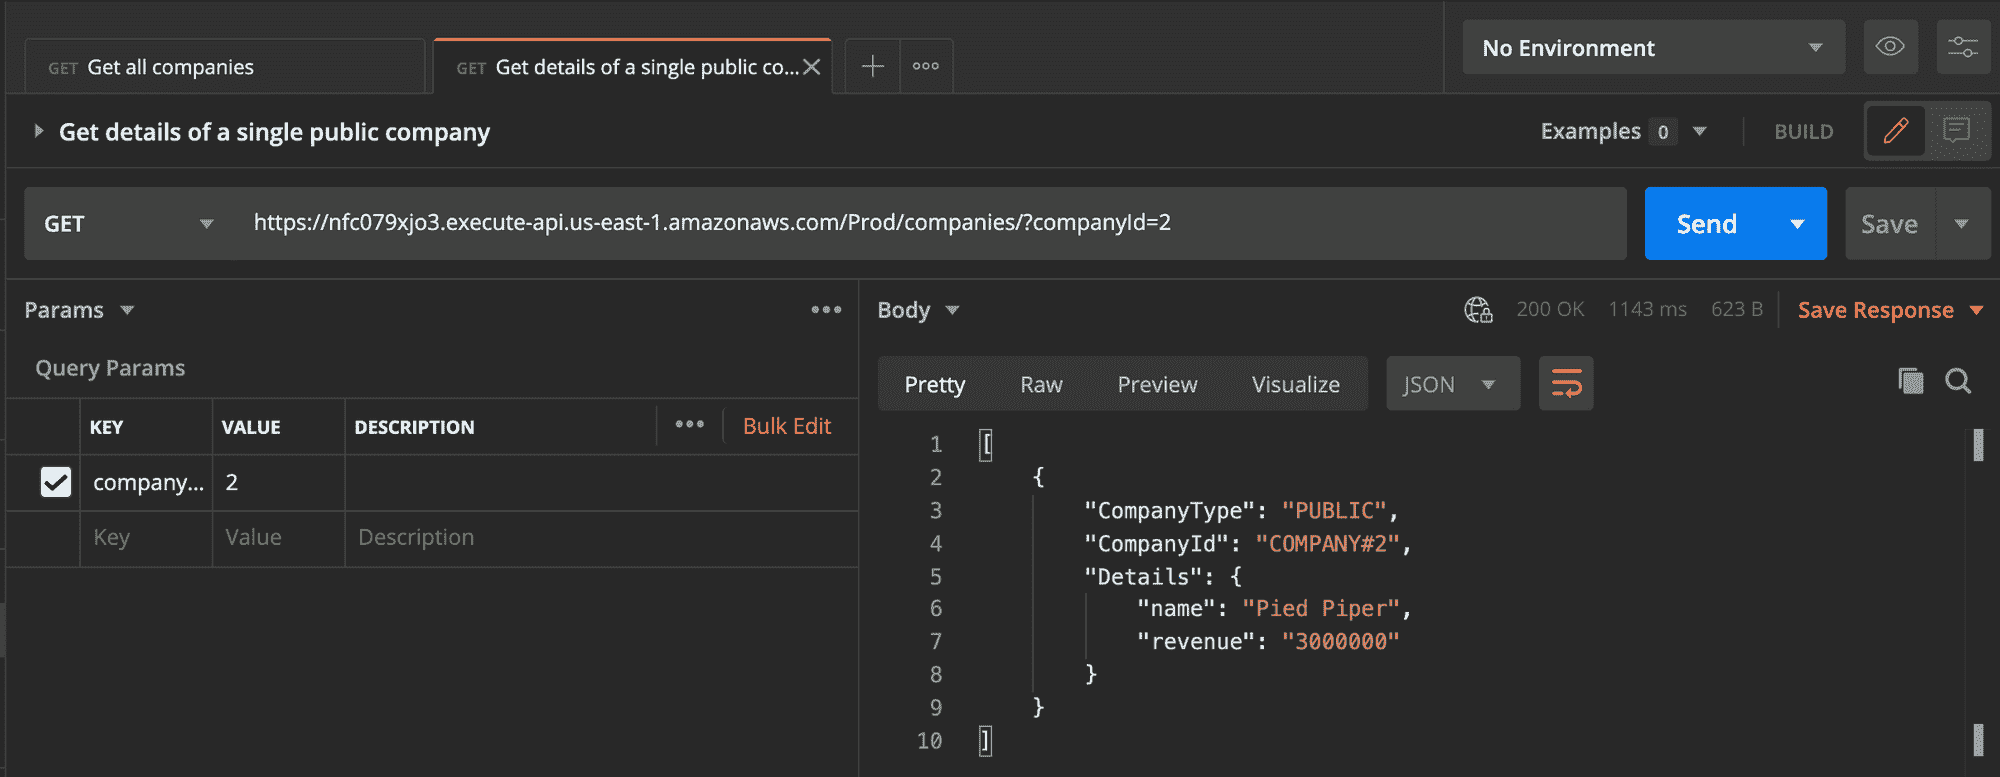 GET Get all companies
GET Get details of a single public co...
No Environment
Get details of a single public company
Examples 0
BUILD
GET
https://nfc079xjo3.execute-api.us-east-1.amazonaws.com/Prod/companies/?companyId=2
Send
Save
Params
Body
200 OK 1143 ms 623 B
Save Response
Query Params
Pretty Raw Preview Visualize
JSON
KEY VALUE DESCRIPTION
Bulk Edit
company... 2
Key Value Description
1 [
2 {
3 "CompanyType": "PUBLIC",
4 "CompanyId": "COMPANY#2",
5 "Details": {
6 "name": "Pied Piper",
7 "revenue": "3000000"
8 }
9 }
10 ]